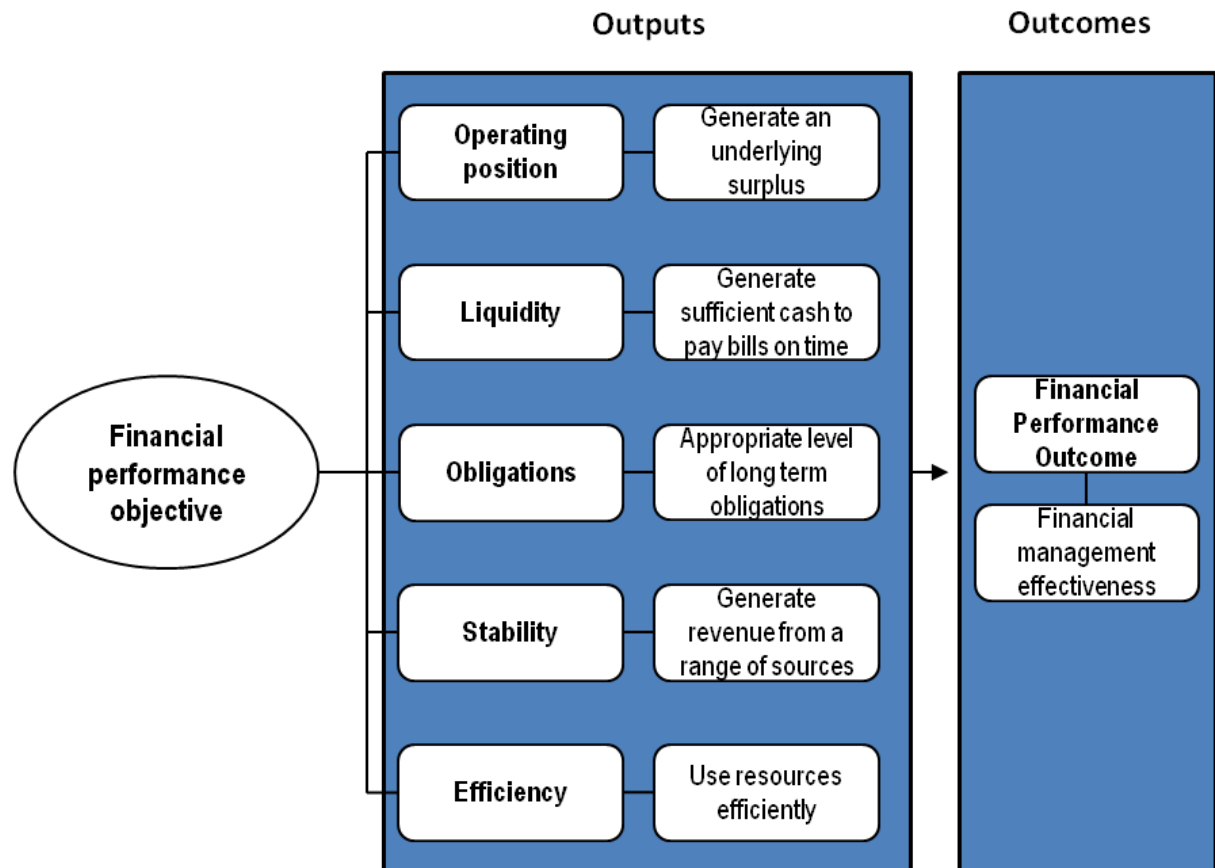 Outputs
Outcomes
Financial
performance
objective
Operating
position
Generate an
underlying
surplus
Liquidity
Generate
sufficient cash to
pay bills on time
Obligations
Appropriate level
of long term
obligations
Stability
Generate
revenue from a
range of sources
Efficiency
Use resources
efficiently
Financial
Performance
Outcome
Financial
management
effectiveness